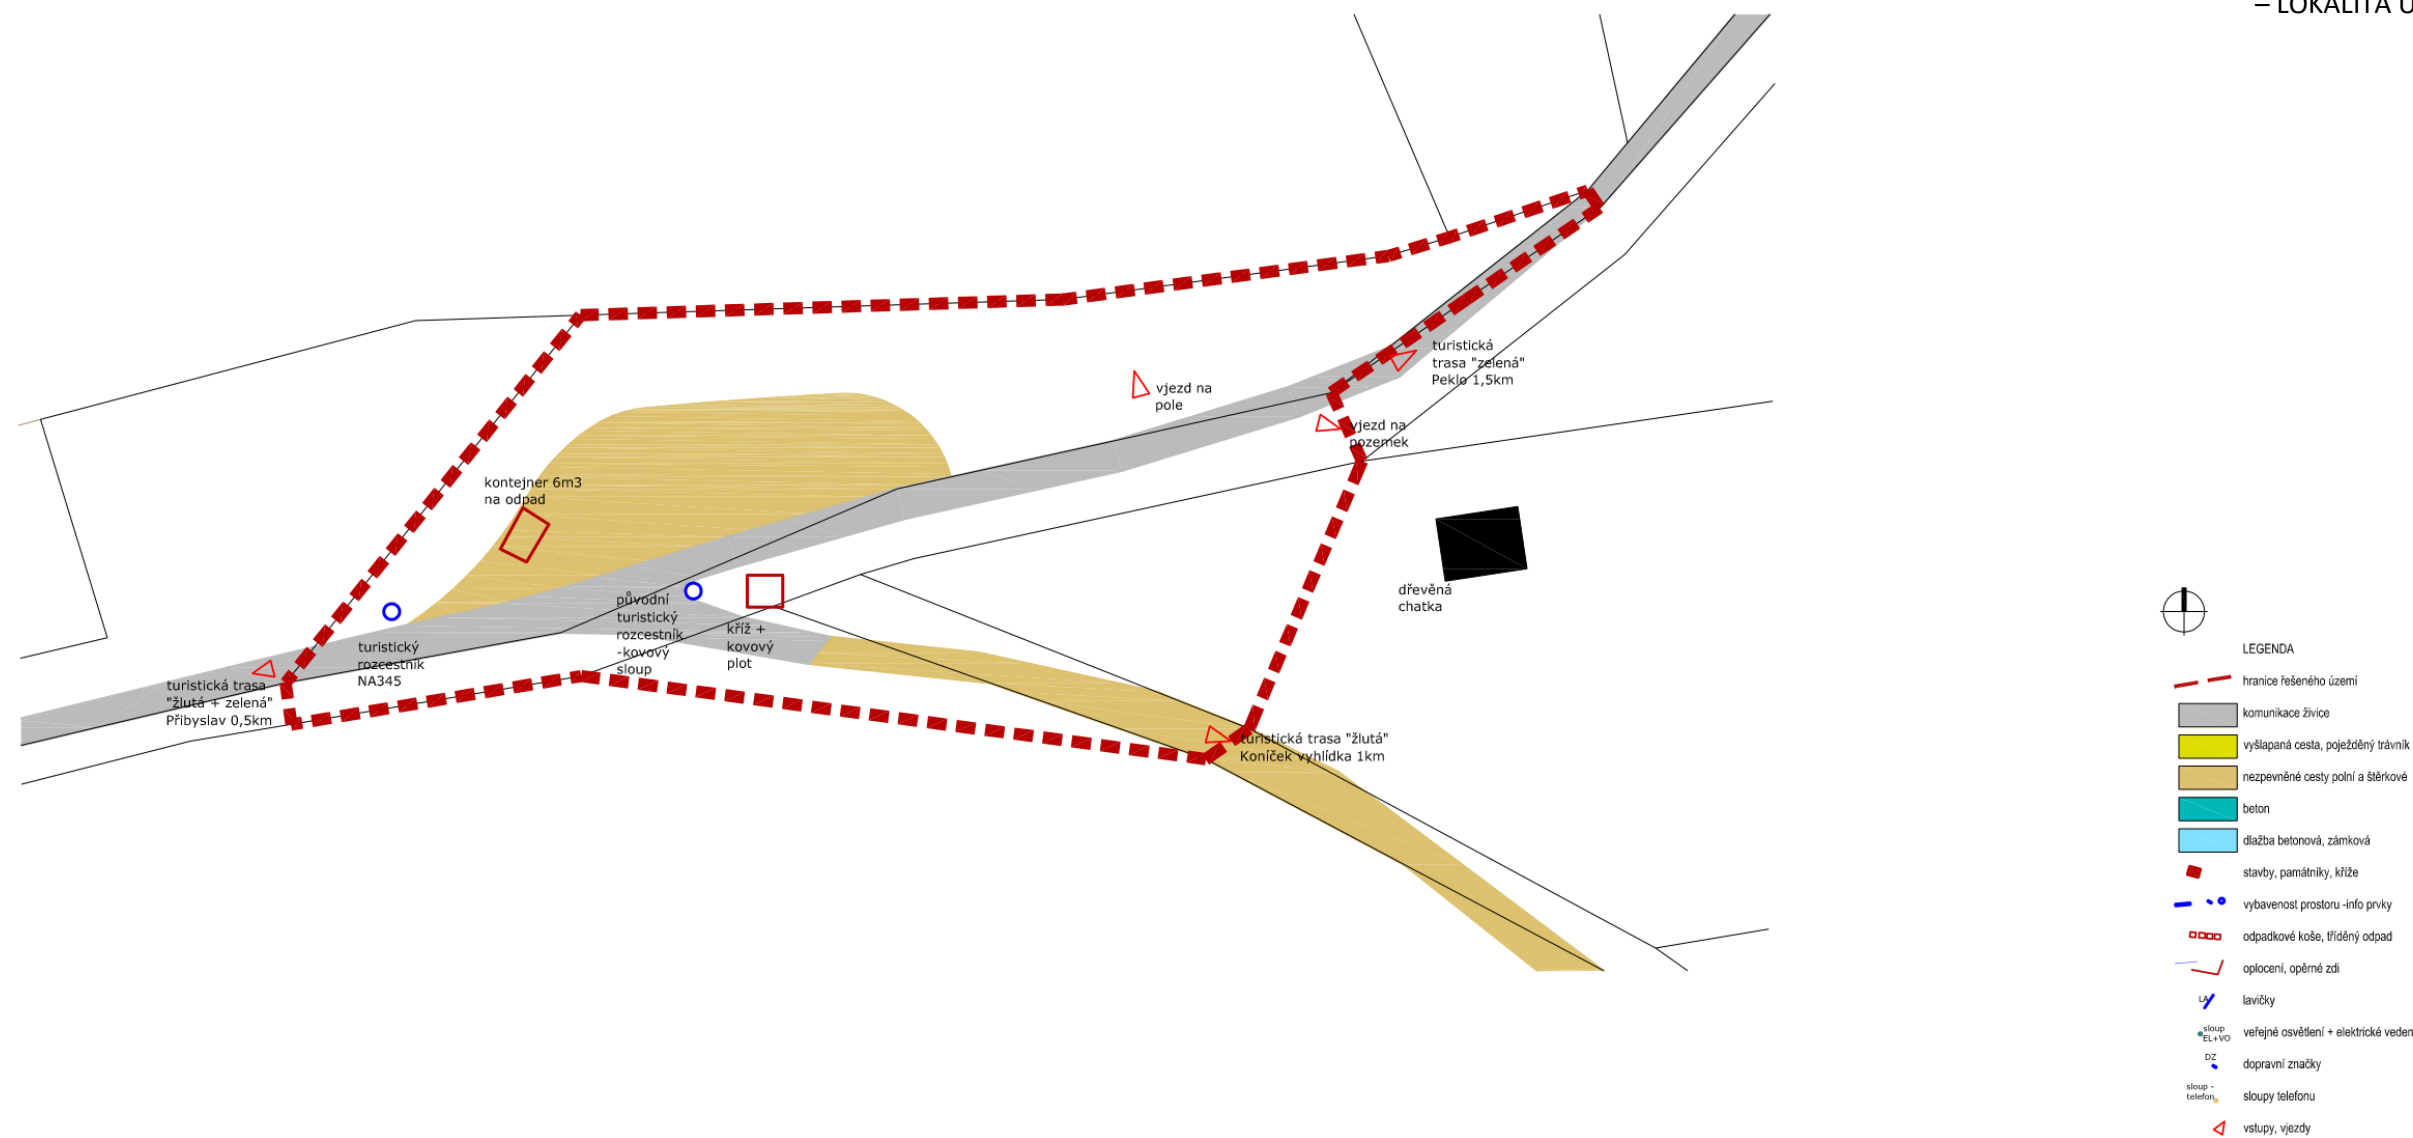 – LOKALITA U
turistická
trasa "zelená"
Peklo 1,5km
vjezd na
pole
vjezd na
pozemek
kontejner 6m3
na odpad
dřevěná
chatka
původní
turistický
rozcestník
-kovový
sloup
kříž +
kovový
plot
turistický
rozcestník
NA345
turistická trasa
"žlutá + zelená"
Přibyslav 0,5km
turistická trasa "žlutá"
Koníček vyhlídka 1km
LEGENDA
hranice řešeného území
komunikace živice
vyšlapaná cesta, poježděný trávník
nezpevněné cesty polní a štěrkové
beton
dlažba betonová, zámková
stavby, památníky, kříže
vybavenost prostoru -info prvky
odpadkové koše, tříděný odpad
oplocení, opěrné zdi
LA
lavičky
sloup
EL+VO
veřejné osvětlení + elektrické veden
DZ
dopravní značky
sloup -
telefon
sloupy telefonu
vstupy, vjezdy